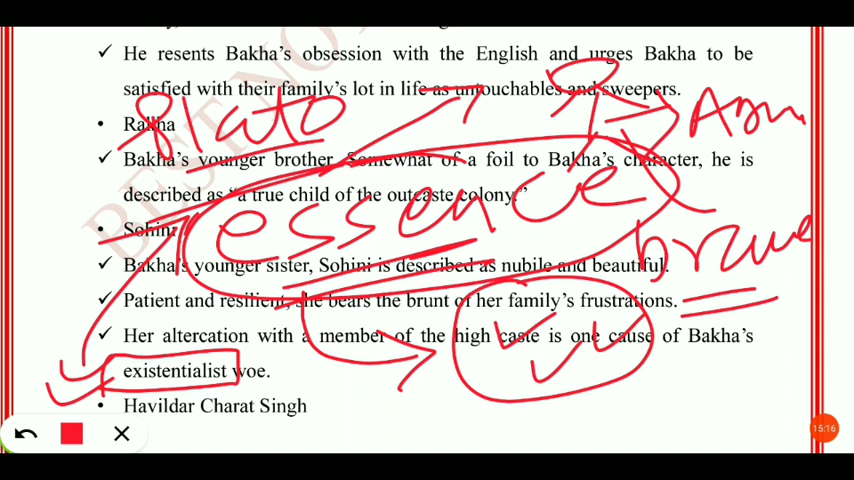 He resents Bakha's obsession with the English and urges Bakha to be
satisfied with their family's lot in life as untouchables and sweepers.
• Rakha
plato
Bakha's younger brother. Somewhat of a foil to Bakha's character, he is
described as "a true child of the outcaste colony."
essence
• Sohini
brave
Bakha's younger sister, Sohini is described as nubile and beautiful.
Patient and resilient, she bears the brunt of her family's frustrations.
Her altercation with a member of the high caste is one cause of Bakha's
existentialist woe.
• Havildar Charat Singh
15:16